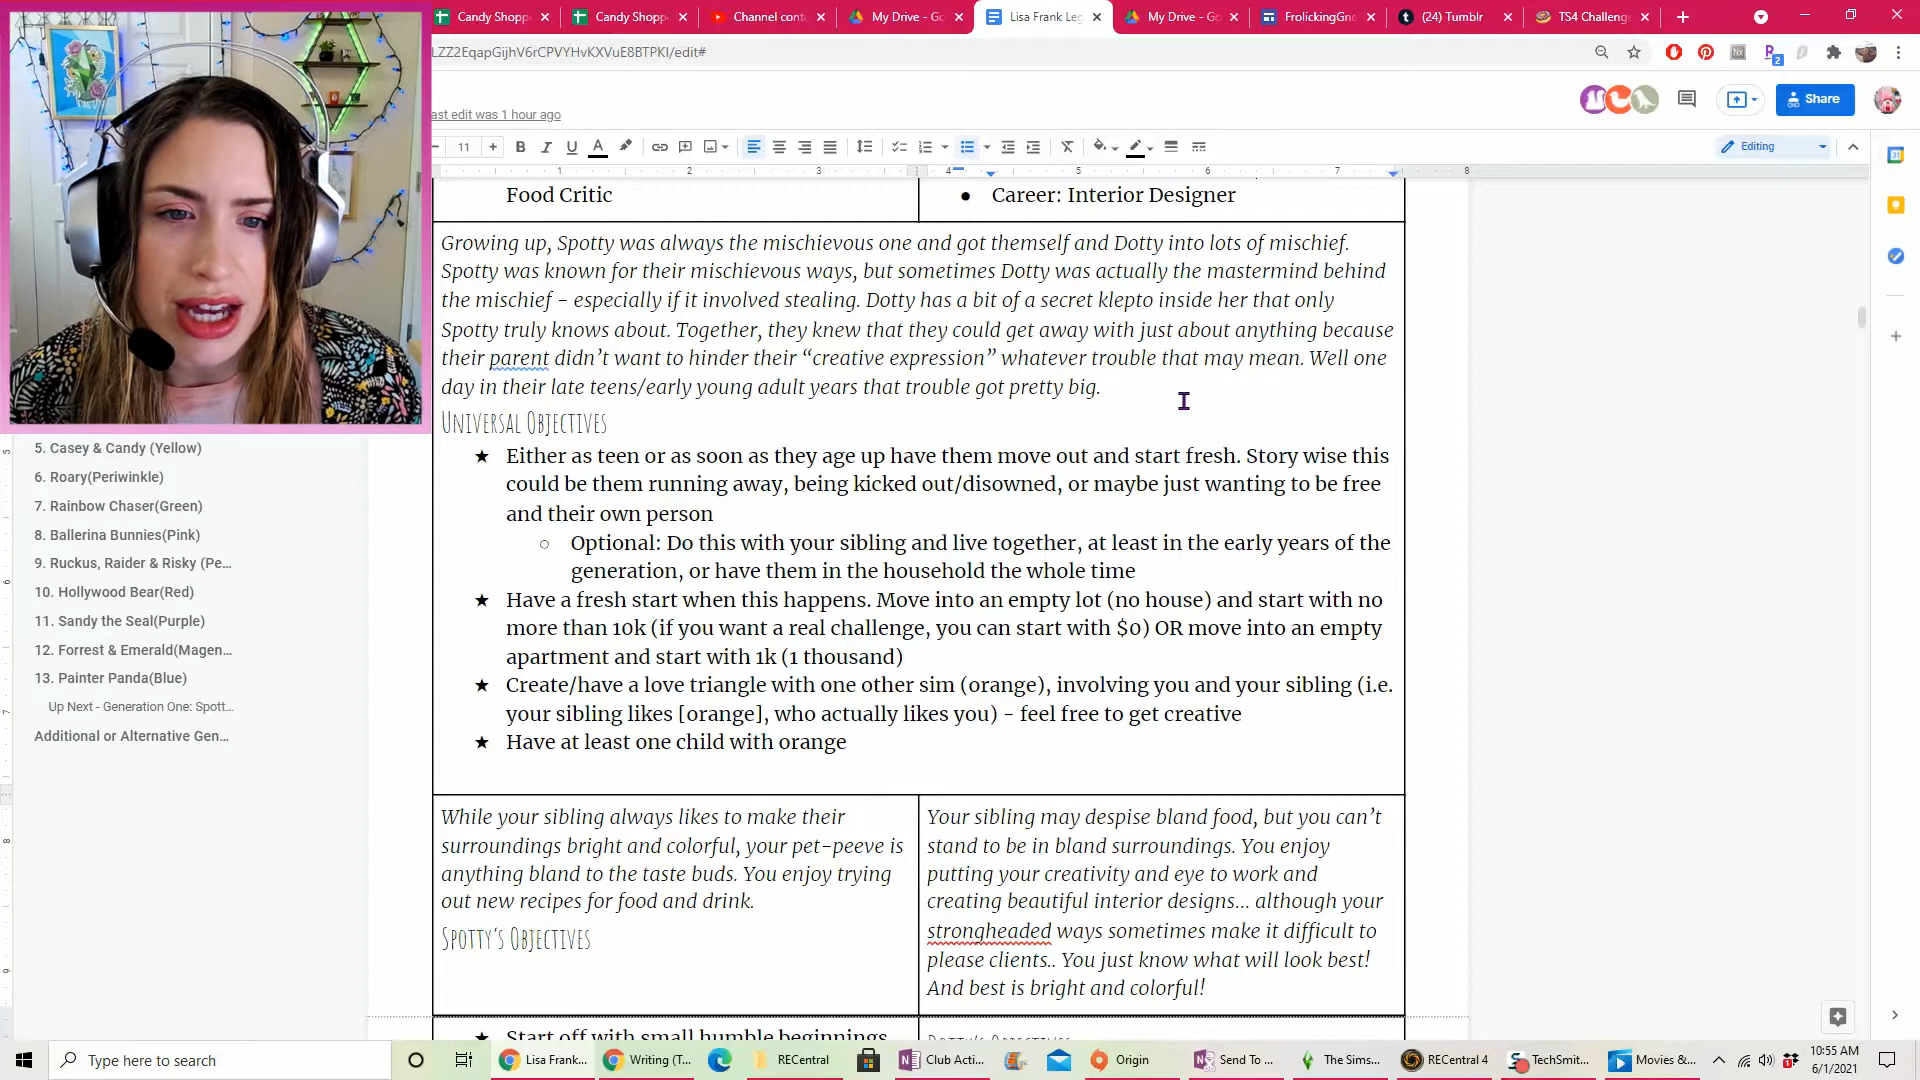 Candy Shopp
Candy Shopp
Channel cont
My Drive - Go
Lisa Frank Leg
My Drive - Go
FrolickingGno
(24) Tumblr
TS4 Challeng
LZZ2EqapGijhV6rCPVYHvKXVuE8BTPKI/edit#
2
ast edit was 1 hour ago
Share
11
B I U A
Editing
1 2 3 4 5 6 7 8
Food Critic
● Career: Interior Designer
Growing up, Spotty was always the mischievous one and got themself and Dotty into lots of mischief.
Spotty was known for their mischievous ways, but sometimes Dotty was actually the mastermind behind
the mischief - especially if it involved stealing. Dotty has a bit of a secret klepto inside her that only
Spotty truly knows about. Together, they knew that they could get away with just about anything because
their parent didn't want to hinder their “creative expression” whatever trouble that may mean. Well one
day in their late teens/early young adult years that trouble got pretty big.
Universal Objectives
★ Either as teen or as soon as they age up have them move out and start fresh. Story wise this
could be them running away, being kicked out/disowned, or maybe just wanting to be free
and their own person
○ Optional: Do this with your sibling and live together, at least in the early years of the
generation, or have them in the household the whole time
★ Have a fresh start when this happens. Move into an empty lot (no house) and start with no
more than 10k (if you want a real challenge, you can start with $0) OR move into an empty
apartment and start with 1k (1 thousand)
★ Create/have a love triangle with one other sim (orange), involving you and your sibling (i.e.
your sibling likes [orange], who actually likes you) - feel free to get creative
★ Have at least one child with orange
While your sibling always likes to make their
surroundings bright and colorful, your pet-peeve is
anything bland to the taste buds. You enjoy trying
out new recipes for food and drink.
Spotty's Objectives
★ Start off with small humble beginnings
Your sibling may despise bland food, but you can't
stand to be in bland surroundings. You enjoy
putting your creativity and eye to work and
creating beautiful interior designs... although your
strongheaded ways sometimes make it difficult to
please clients.. You just know what will look best!
And best is bright and colorful!
Dotty's Objectives
5. Casey & Candy (Yellow)
6. Roary(Periwinkle)
7. Rainbow Chaser(Green)
8. Ballerina Bunnies(Pink)
9. Ruckus, Raider & Risky (Pe...
10. Hollywood Bear(Red)
11. Sandy the Seal(Purple)
12. Forrest & Emerald(Magen...
13. Painter Panda(Blue)
Up Next - Generation One: Spott...
Additional or Alternative Gen...
Type here to search
Lisa Frank...
Writing (T...
RECentral
Club Acti...
Origin
Send To ...
The Sims...
RECentral 4
TechSmit...
Movies &...
10:55 AM
6/1/2021